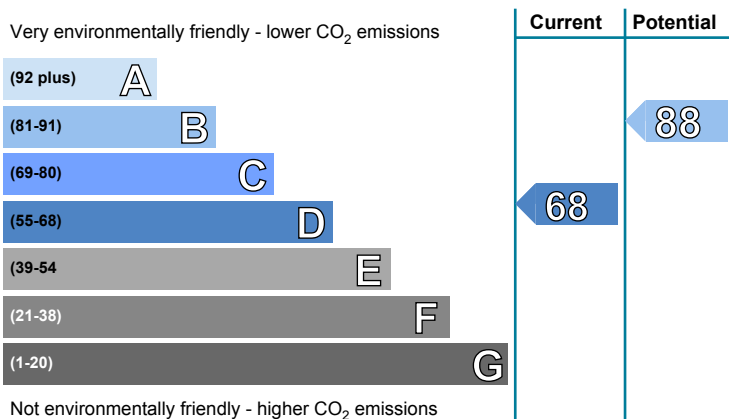 Current Potential
Very environmentally friendly - lower CO₂ emissions
(92 plus) A
(81-91) B
88
(69-80) C
(55-68) D
68
(39-54 E
(21-38) F
(1-20) G
Not environmentally friendly - higher CO₂ emissions